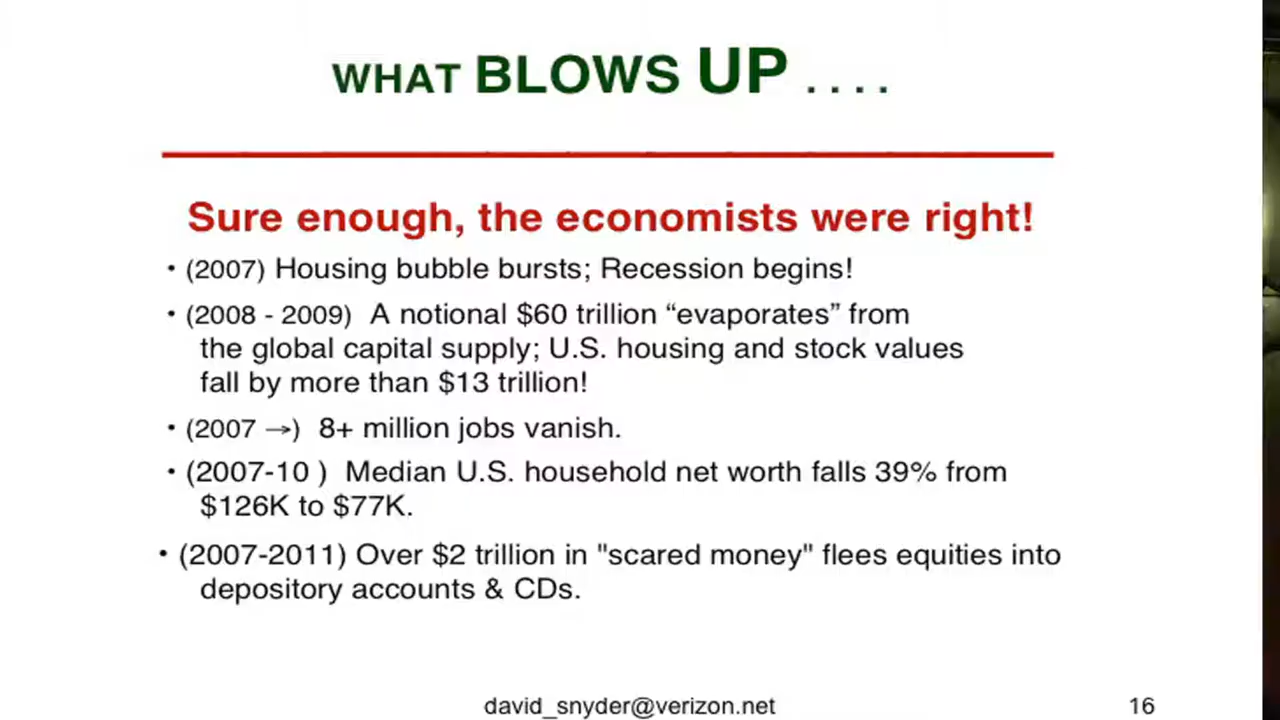 WHAT BLOWS UP . . . .
Sure enough, the economists were right!
• (2007) Housing bubble bursts; Recession begins!
• (2008 - 2009) A notional $60 trillion “evaporates” from
the global capital supply; U.S. housing and stock values
fall by more than $13 trillion!
• (2007 →) 8+ million jobs vanish.
• (2007-10 ) Median U.S. household net worth falls 39% from
$126K to $77K.
• (2007-2011) Over $2 trillion in "scared money" flees equities into
depository accounts & CDs.
david_snyder@verizon.net 16